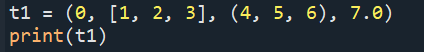 t1 = (0, [1, 2, 3], (4, 5, 6), 7.0)
print(t1)